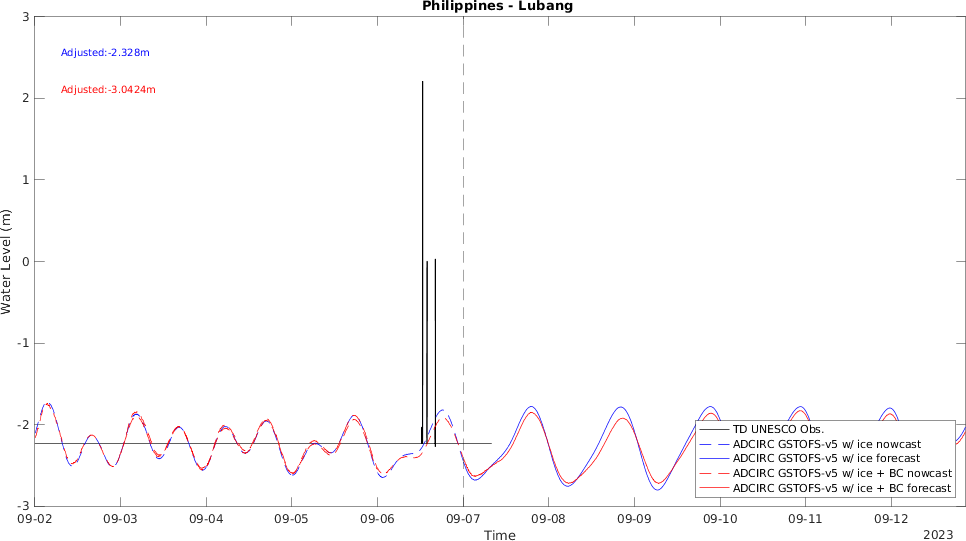 Philippines - Lubang
3
Adjusted:-2.328m
Adjusted:-3.0424m
2
1
0
-1
-2
-3
Water Level (m)
TD UNESCO Obs.
ADCIRC GSTOFS-v5 w/ ice nowcast
ADCIRC GSTOFS-v5 w/ ice forecast
ADCIRC GSTOFS-v5 w/ ice + BC nowcast
ADCIRC GSTOFS-v5 w/ ice + BC forecast
09-02 09-03 09-04 09-05 09-06 09-07 09-08 09-09 09-10 09-11 09-12
Time
2023